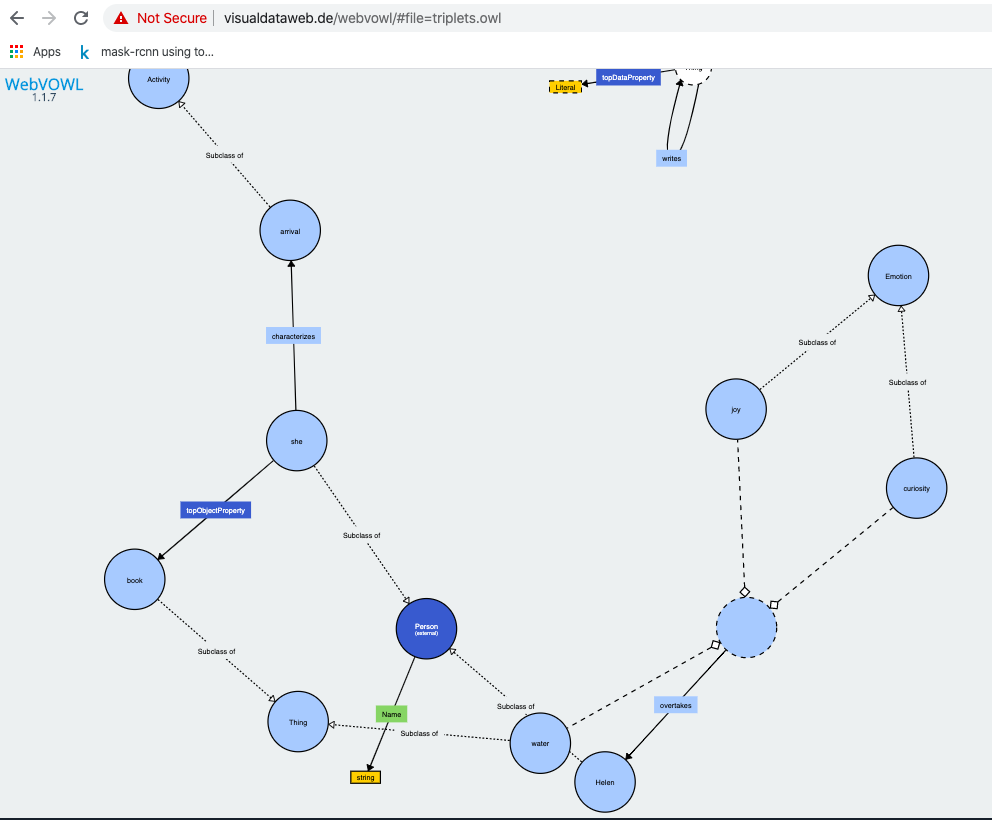 Not Secure
visualdataweb.de/webvowl/#file=triplets.owl
Apps
k
mask-rcnn using to...
WebVOWL
1.1.7
Activity
topDataProperty
Literal
Subclass of
writes
arrival
Emotion
characterizes
Subclass of
Subclass of
joy
she
curiosity
topObjectProperty
Subclass of
book
Person
(external)
Subclass of
Subclass of
overtakes
Name
Thing
Subclass of
water
string
Helen